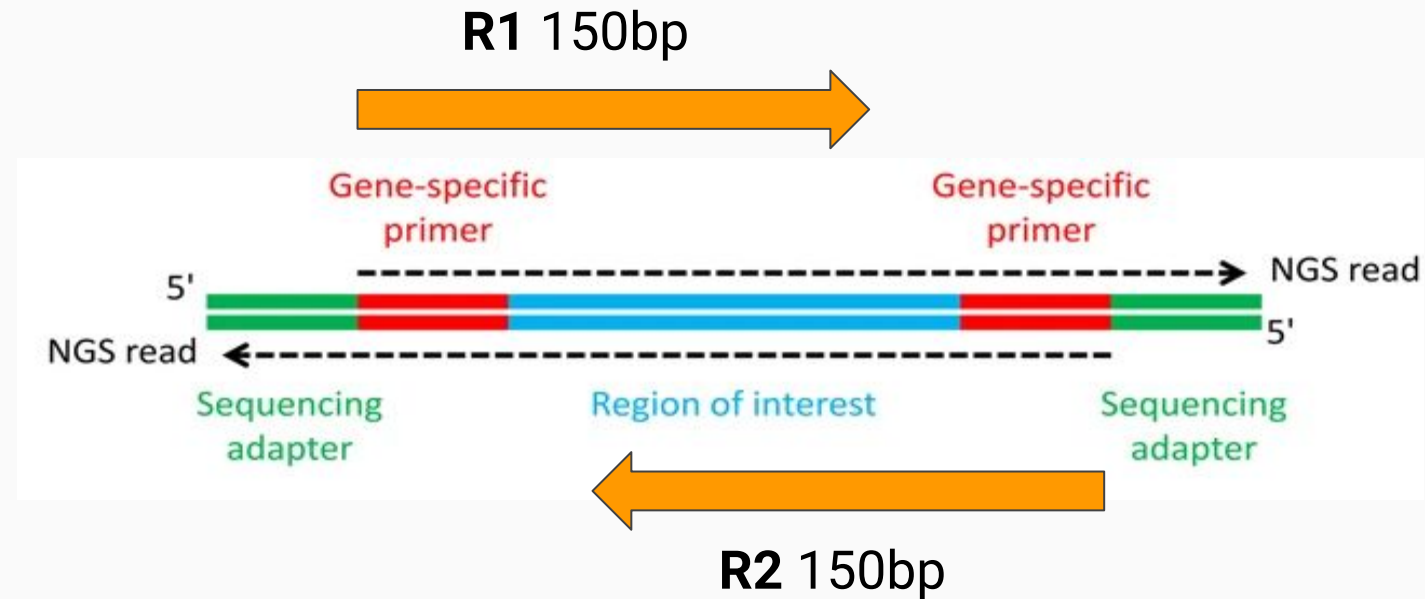 R1 150bp
Gene-specific
primer
Gene-specific
primer
5'
NGS read
5'
NGS read
Sequencing
adapter
Region of interest
Sequencing
adapter
R2 150bp